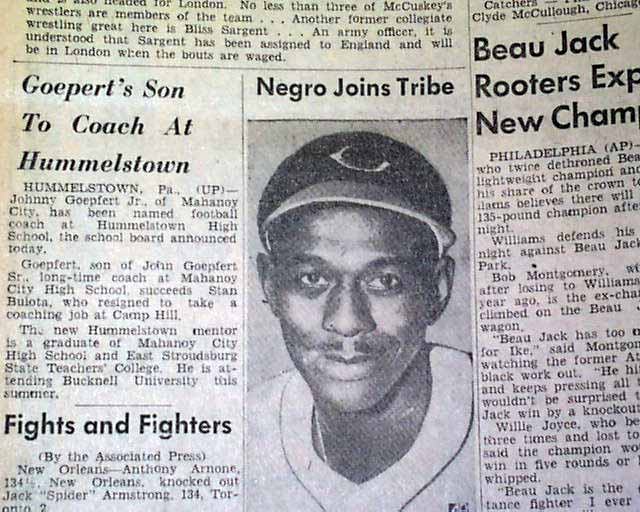 and is also headed for London. No less than three of McCuskey's
wrestlers are members of the team . . . Another former collegiate
wrestling great here is Bliss Sargent . . . An army officer, it is
understood that Sargent has been assigned to England and will
be in London when the bouts are waged.
Goepert's Son
To Coach At
Hummelstown
HUMMELSTOWN, Pa., (UP)—
Johnny Goepfert Jr., of Mahanoy
City, has been named football
coach at Hummelstown High
School, the school board announced
today.
Goepfert, son of John Goepfert
Sr., long-time coach at Mahanoy
City High School, succeeds Stan
Bulota, who resigned to take a
coaching job at Camp Hill.
The new Hummelstown mentor
is a graduate of Mahanoy City
High School and East Stroudsburg
State Teachers' College. He is at-
tending Bucknell University this
summer.
Fights and Fighters
(By the Associated Press)
New Orleans—Anthony Arnone,
134½, New Orleans, knocked out
Jack "Spider" Armstrong, 134, Tor-
onto 2
Negro Joins Tribe
C
Catchers —
Clyde McCullough, Chicag
Beau Jack
Rooters Exp
New Champ
PHILADELPHIA (AP)—
who twice dethroned Bea
lightweight champion and
his share of the crown to
liams believes there will
135-pound champion afte
night.
Williams defends his
night against Beau Jac
Park.
Bob Montgomery, w
after losing to Williams
year ago, is the ex-cham
climbed on the Beau
wagon.
"Beau Jack has too
for Ike," said Montgom
watching the former At
black work out. "He hi
and keeps pressing all
wouldn't be surprised t
Jack win by a knockou
Willie Joyce, who be
three times and lost to
said the champion wo
win in five rounds or
whipped.
"Beau Jack is the
tance fighter I ever